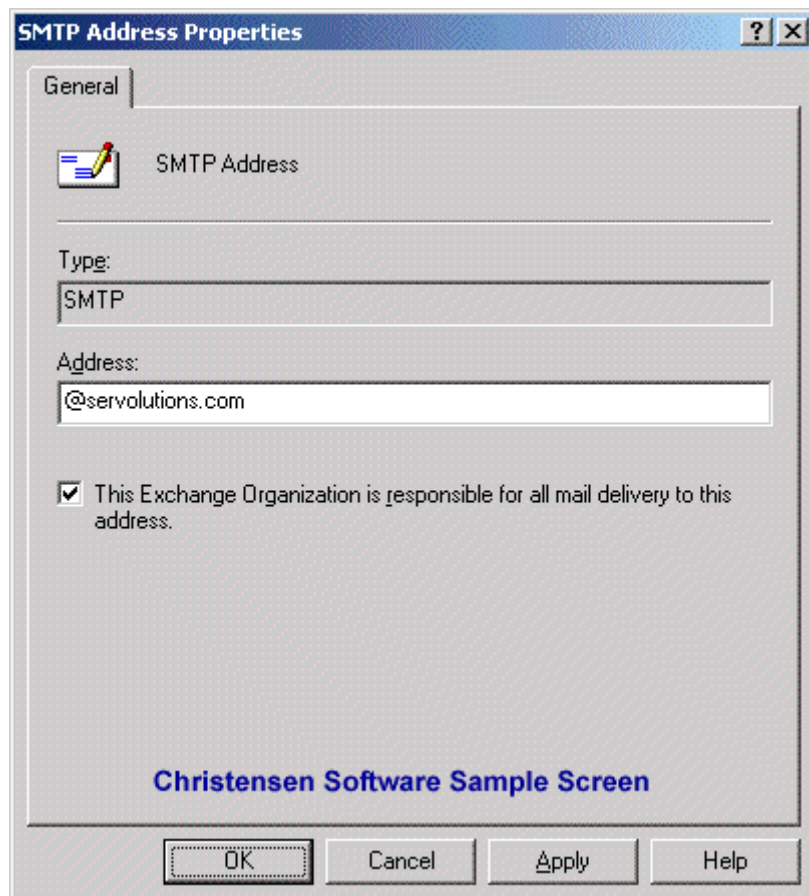 SMTP Address Properties
General
SMTP Address
Type:
SMTP
Address:
@servolutions.com
This Exchange Organization is responsible for all mail delivery to this
address.
Christensen Software Sample Screen
OK
Cancel
Apply
Help